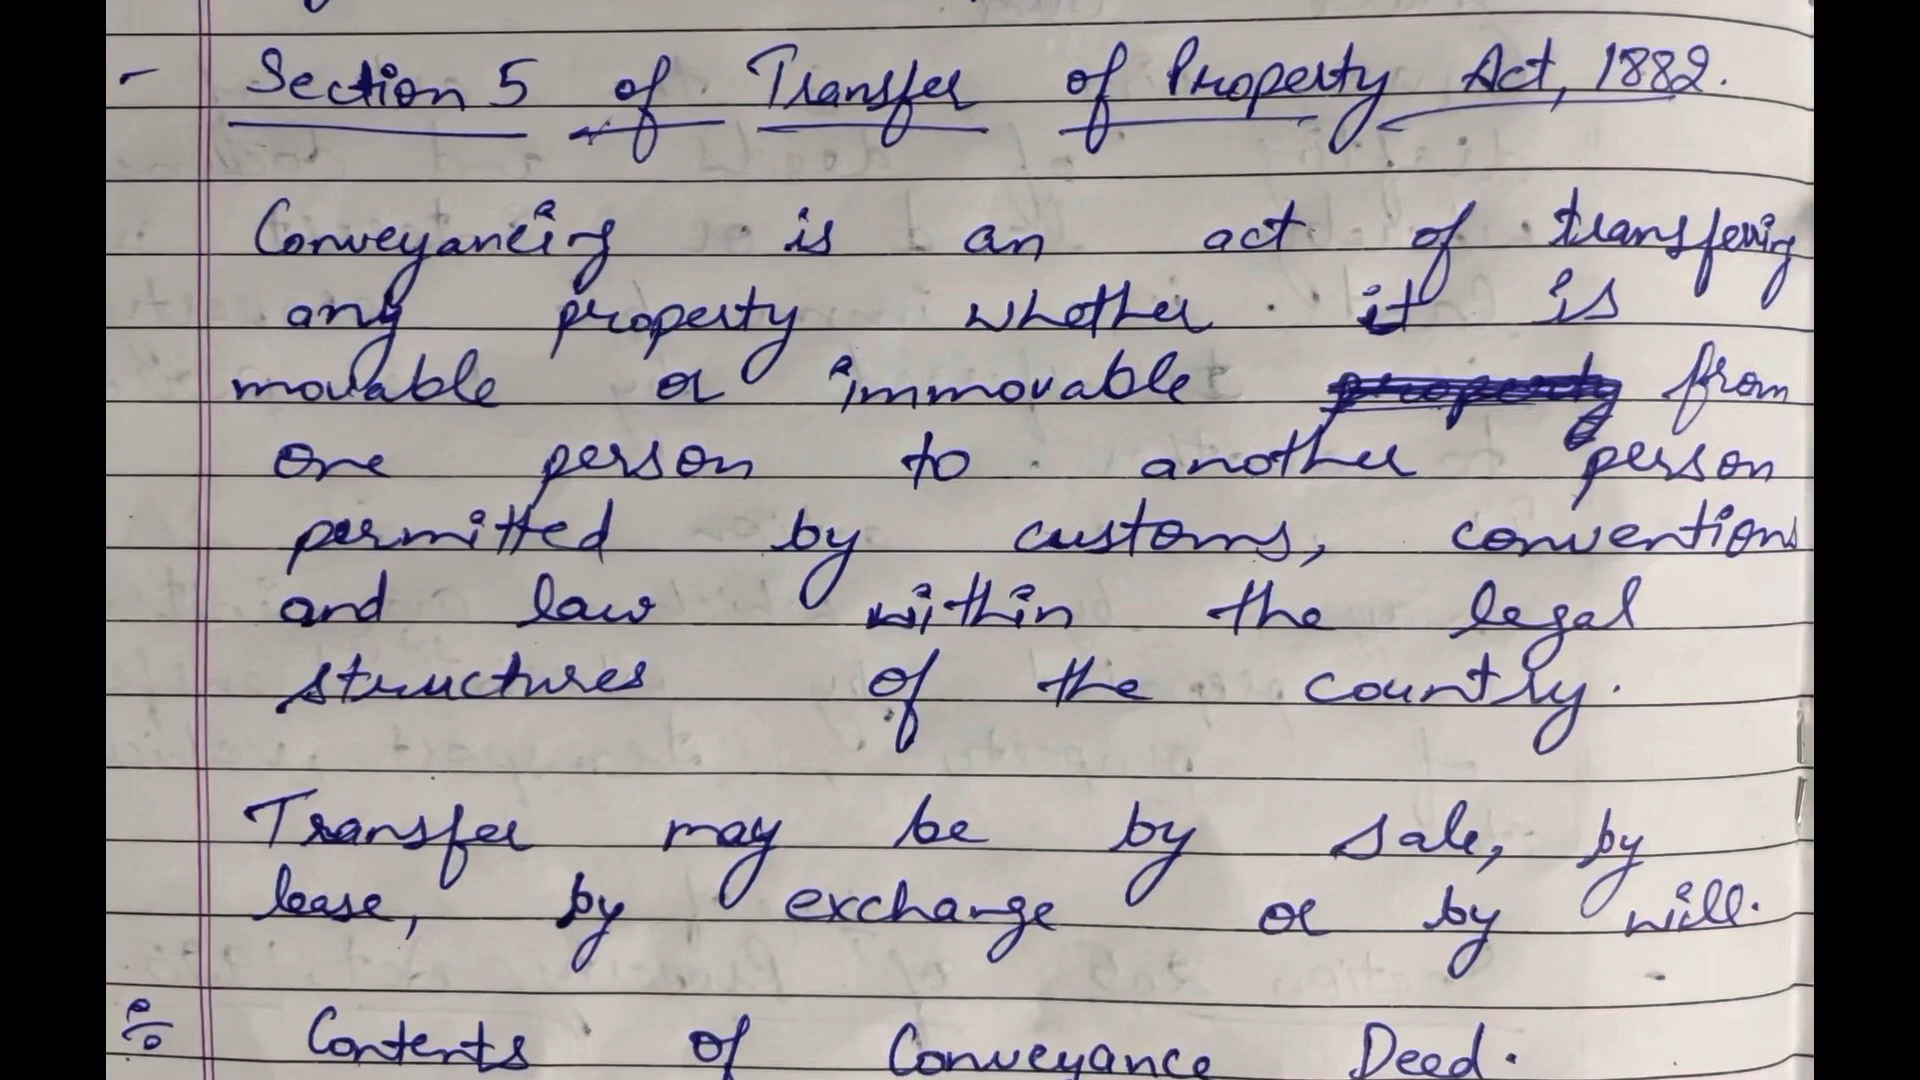 - Section 5 of Transfer of Property Act, 1882.
Conveyancing is an act of transferring
any property whether it is
movable or immovable from
one person to another person
permitted by customs, conventions
and law within the legal
structures of the country.
Transfer may be by sale, by
lease, by exchange or by will.
Contents of Conveyance Deed.